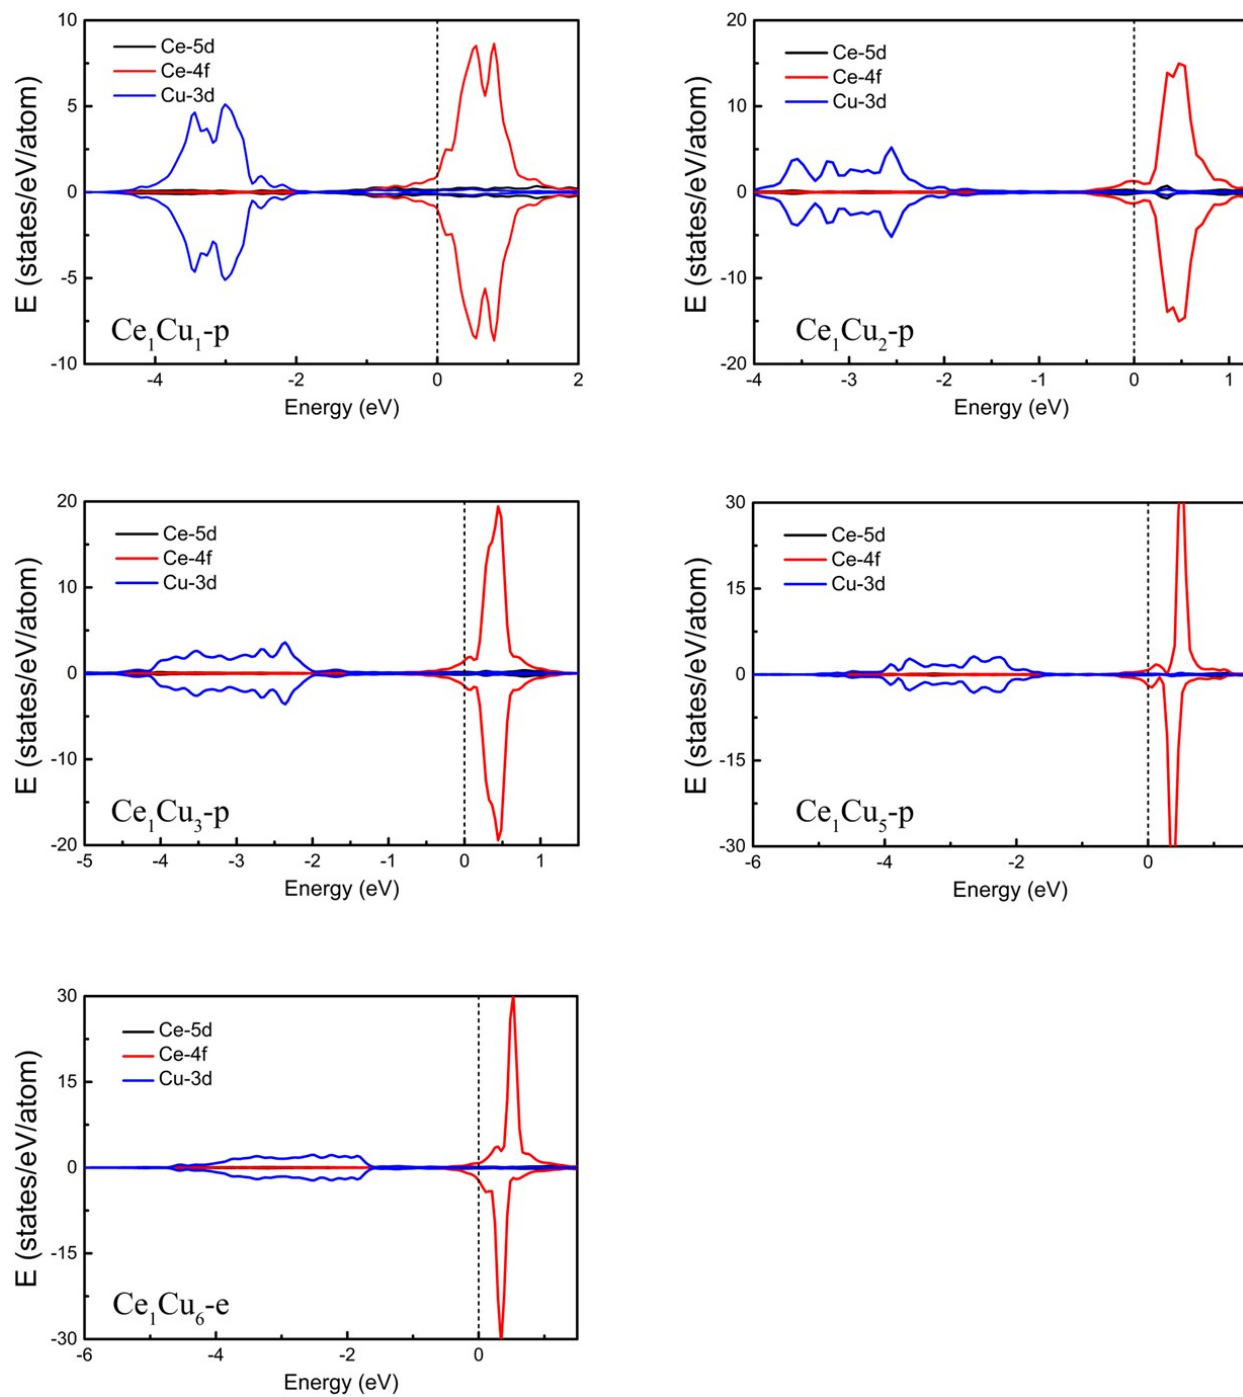 10
5
0
-5
-10
E (states/eV/atom)
Ce-5d
Ce-4f
Cu-3d
Ce₁Cu₁-p
-4
-2
0
2
Energy (eV)
20
10
0
-10
-20
E (states/eV/atom)
Ce-5d
Ce-4f
Cu-3d
Ce₁Cu₂-p
-4
-3
-2
-1
0
1
Energy (eV)
20
10
0
-10
-20
E (states/eV/atom)
Ce-5d
Ce-4f
Cu-3d
Ce₁Cu₃-p
-5
-4
-3
-2
-1
0
1
Energy (eV)
30
15
0
-15
-30
E (states/eV/atom)
Ce-5d
Ce-4f
Cu-3d
Ce₁Cu₅-p
-6
-4
-2
0
Energy (eV)
30
15
0
-15
-30
E (states/eV/atom)
Ce-5d
Ce-4f
Cu-3d
Ce₁Cu₆-e
-6
-4
-2
0
Energy (eV)